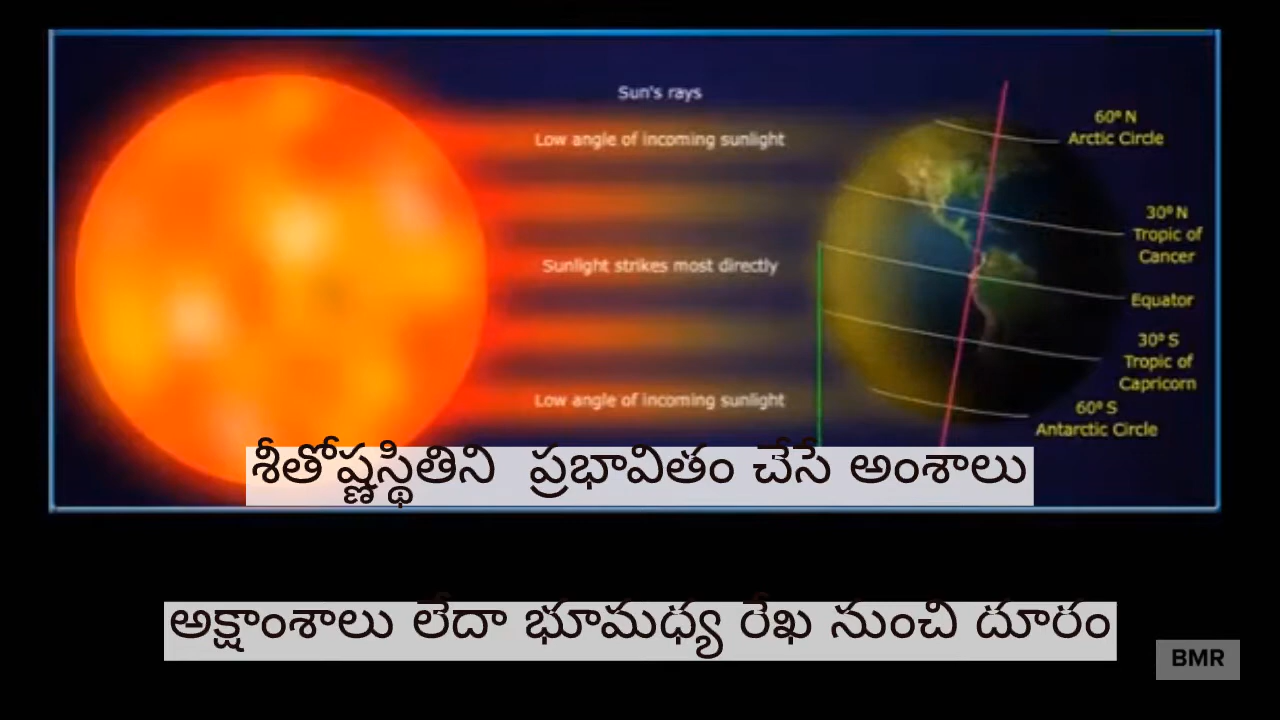 Sun's rays
Low angle of incoming sunlight
60° N
Arctic Circle
30° N
Tropic of
Cancer
Sunlight strikes most directly
Equator
30° S
Tropic of
Capricorn
Low angle of incoming sunlight
60° S
Antarctic Circle
శీతోష్ణస్థితిని ప్రభావితం చేసే అంశాలు
అక్షాంశాలు లేదా భూమధ్య రేఖ నుంచి దూరం
BMR